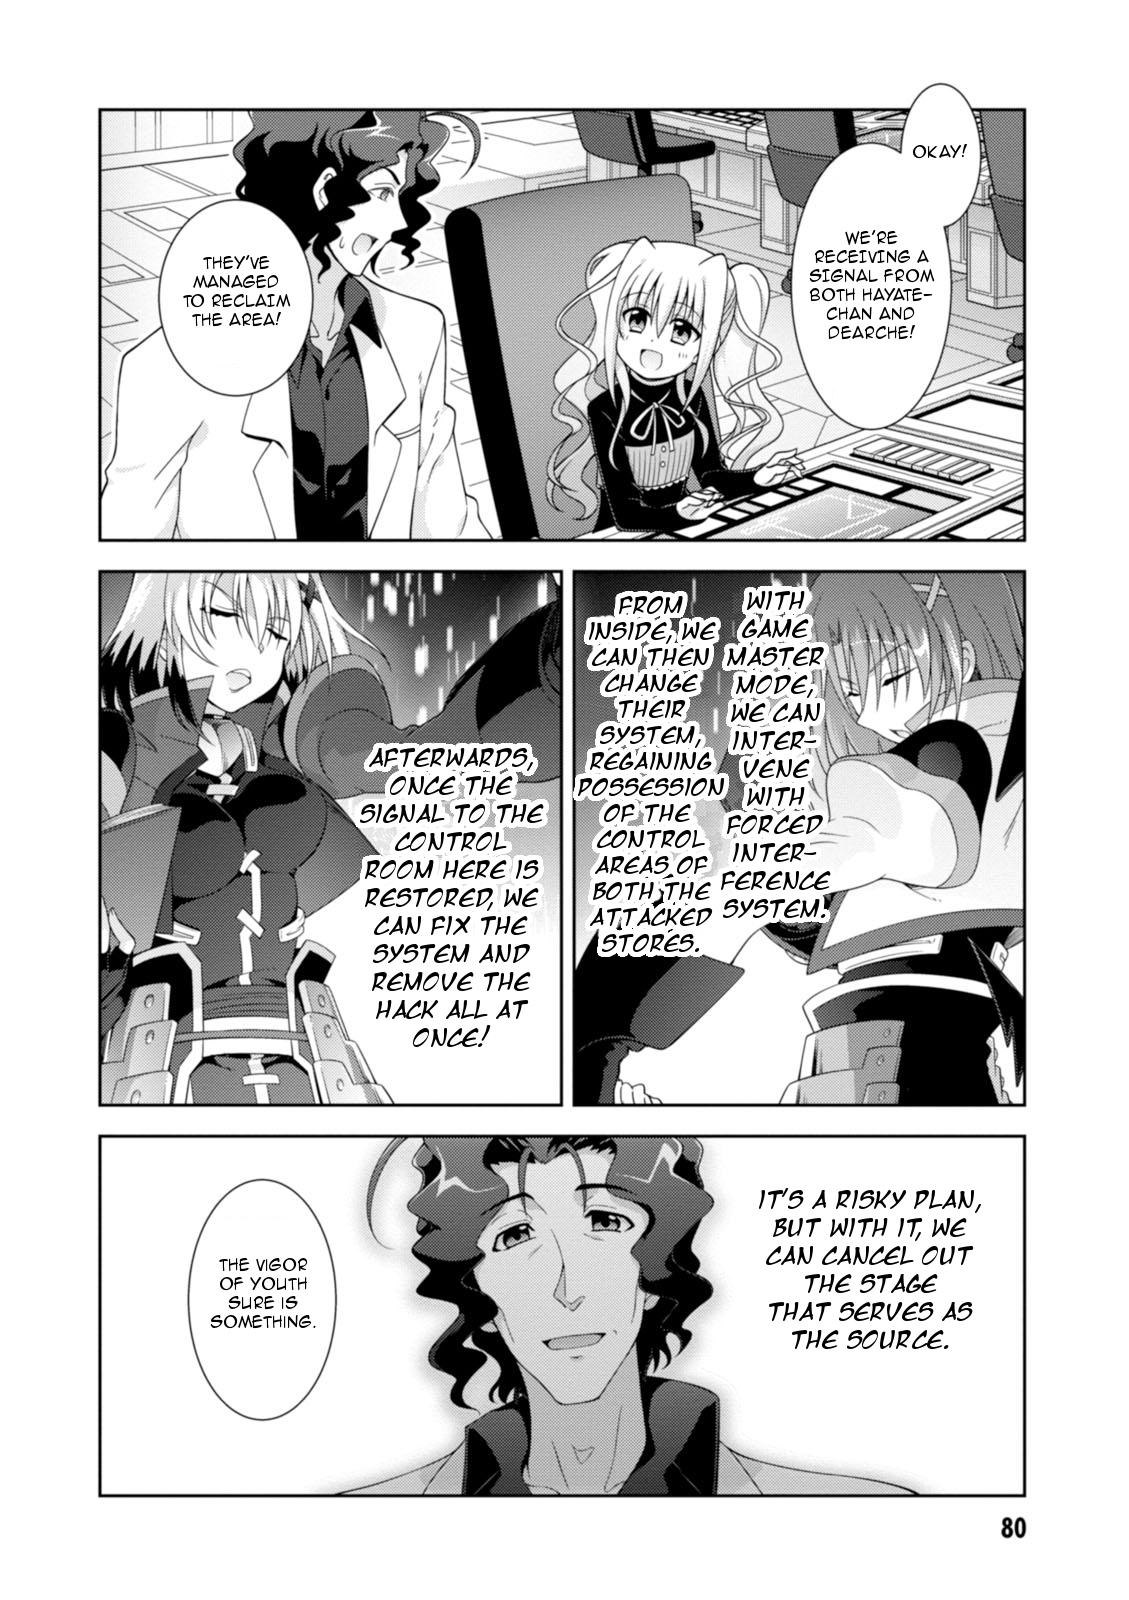 OKAY!
WE'RE
RECEIVING A
SIGNAL FROM
BOTH HAYATE-
CHAN AND
DEARCHE!
THEY'VE
MANAGED
TO RECLAIM
THE AREA!
WITH
GAME
MASTER
MODE,
WE CAN
INTER-
VENE
WITH
FORCED
INTER-
FERENCE
SYSTEM.
FROM
INSIDE, WE
CAN THEN
CHANGE
THEIR
SYSTEM,
REGAINING
POSSESSION
OF THE
CONTROL
AREAS OF
BOTH THE
ATTACKED
STORES.
AFTERWARDS,
ONCE THE
SIGNAL TO THE
CONTROL
ROOM HERE IS
RESTORED, WE
CAN FIX THE
SYSTEM AND
REMOVE THE
HACK ALL AT
ONCE!
IT'S A RISKY PLAN,
BUT WITH IT, WE
CAN CANCEL OUT
THE STAGE
THAT SERVES AS
THE SOURCE.
THE VIGOR
OF YOUTH
SURE IS
SOMETHING.
80